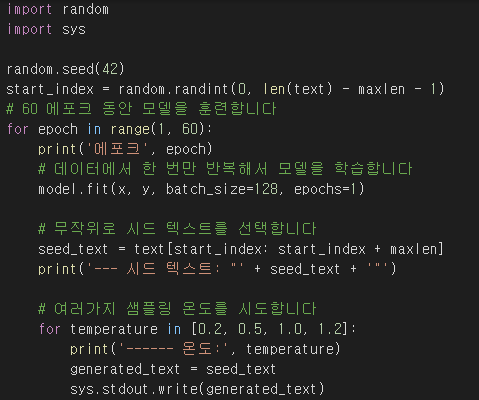 import random
import sys

random.seed(42)
start_index = random.randint(0, len(text) - maxlen - 1)
# 60 에포크 동안 모델을 훈련합니다
for epoch in range(1, 60):
    print('에포크', epoch)
    # 데이터에서 한 번만 반복해서 모델을 학습합니다
    model.fit(x, y, batch_size=128, epochs=1)

    # 무작위로 시드 텍스트를 선택합니다
    seed_text = text[start_index: start_index + maxlen]
    print('--- 시드 텍스트: "' + seed_text + '"')

    # 여러가지 샘플링 온도를 시도합니다
    for temperature in [0.2, 0.5, 1.0, 1.2]:
        print('------ 온도:', temperature)
        generated_text = seed_text
        sys.stdout.write(generated_text)